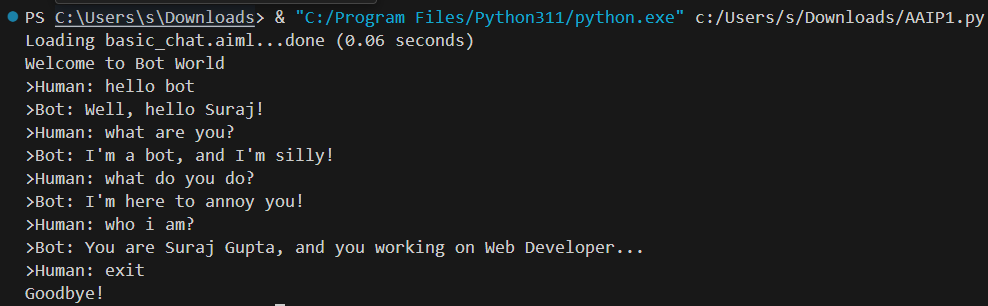 PS C:\Users\s\Downloads> & "C:/Program Files/Python311/python.exe" c:/Users/s/Downloads/AAIP1.py
Loading basic_chat.aiml...done (0.06 seconds)
Welcome to Bot World
>Human: hello bot
>Bot: Well, hello Suraj!
>Human: what are you?
>Bot: I'm a bot, and I'm silly!
>Human: what do you do?
>Bot: I'm here to annoy you!
>Human: who i am?
>Bot: You are Suraj Gupta, and you working on Web Developer...
>Human: exit
Goodbye!